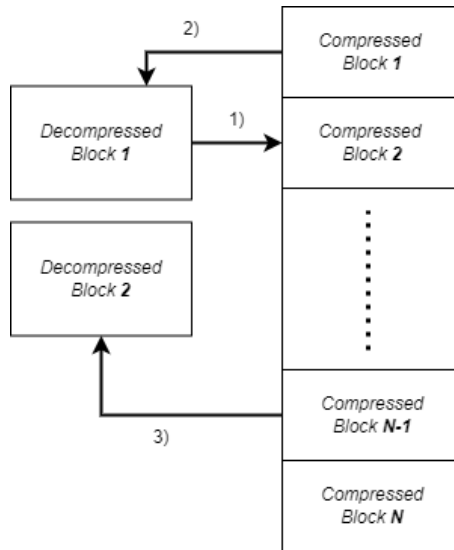 2)
Compressed
Block 1
Decompressed
Block 1
1)
Compressed
Block 2
Decompressed
Block 2
3)
Compressed
Block N-1
Compressed
Block N